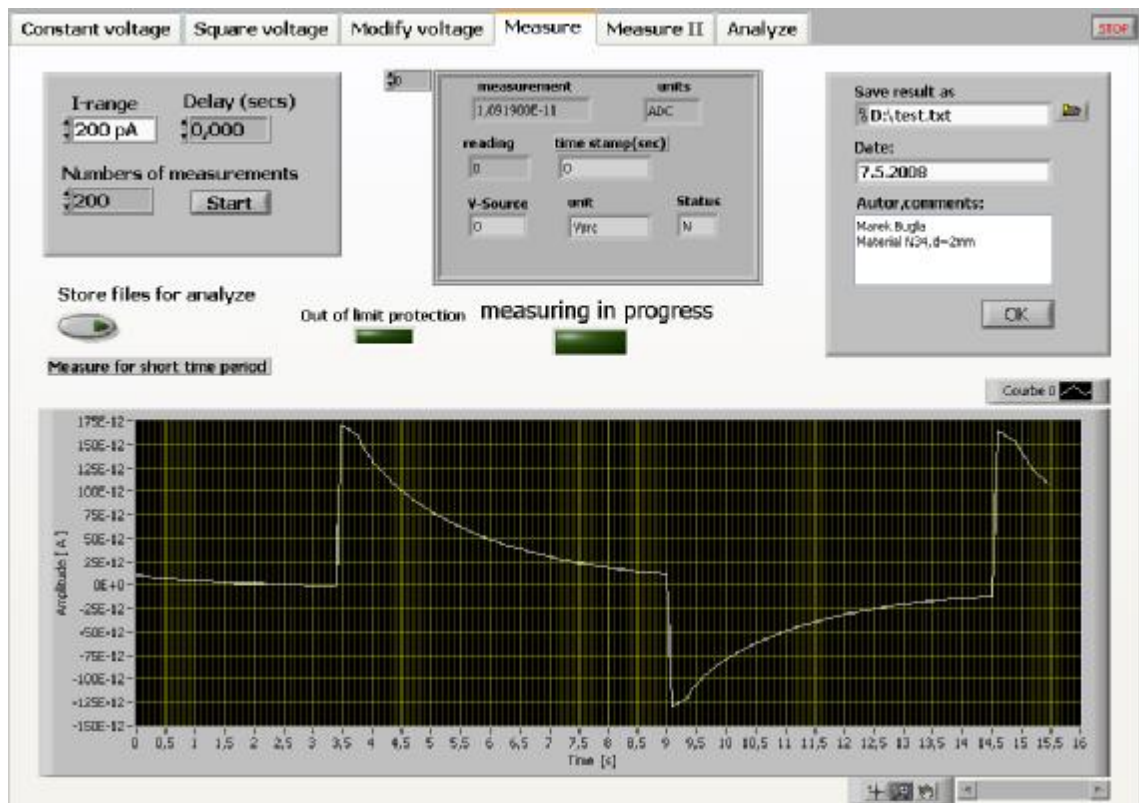 Constant voltage Square voltage Modify voltage Measure Measure II Analyze STOP
I-range Delay (secs)
200 pA 0,000
Numbers of measurements
200 Start
0
measurement units
1,091900E-11 ADC
reading time stamp(sec)
0 0
V-Source unit Status
0 N
Save result as
D:\test.txt
Date:
7.5.2008
Autor,comments:
Marek Bugla
Material N34,d=2mm
OK
Store files for analyze
Out of limit protection measuring in progress
Measure for short time period
Courbe 0
175E-12
150E-12
125E-12
100E-12
75E-12
50E-12
25E-12
0E+0
-25E-12
-50E-12
-75E-12
-100E-12
-125E-12
-150E-12
Amplitude [ A ]
0 0,5 1 1,5 2 2,5 3 3,5 4 4,5 5 5,5 6 6,5 7 7,5 8 8,5 9 9,5 10 10,5 11 11,5 12 12,5 13 13,5 14 14,5 15 15,5 16
Time [s]